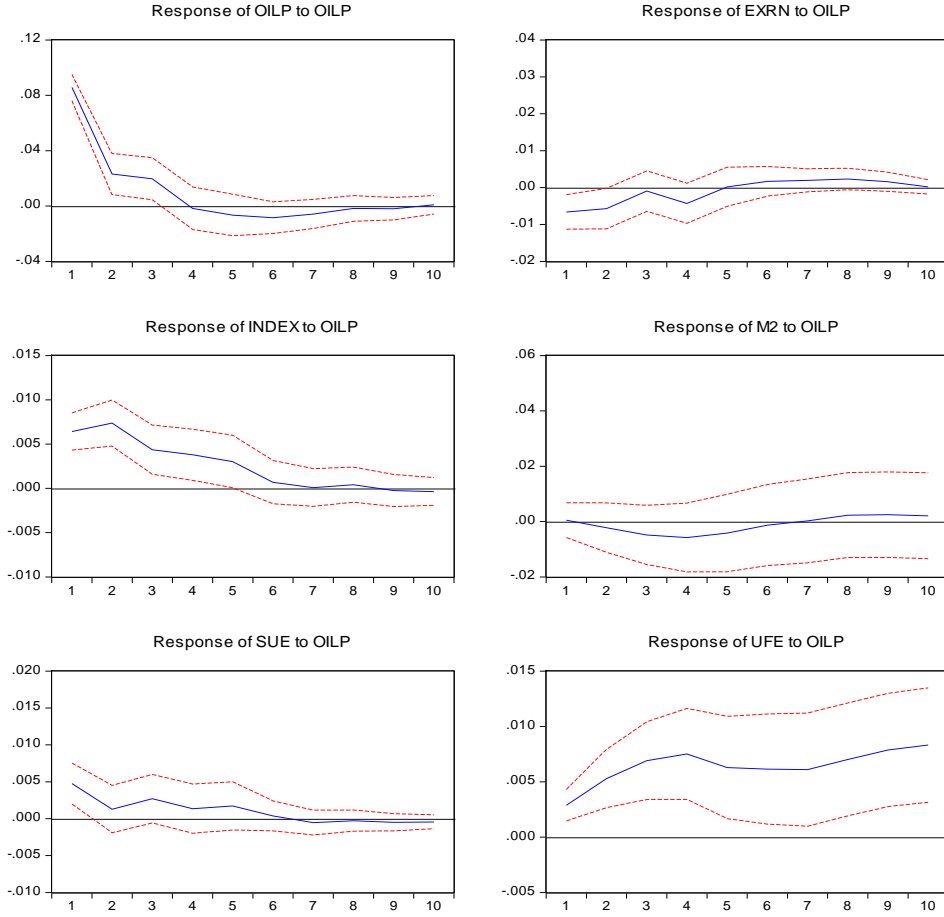 Response of OILP to OILP
.12
.08
.04
.00
-.04
1 2 3 4 5 6 7 8 9 10
Response of EXRN to OILP
.04
.03
.02
.01
.00
-.01
-.02
1 2 3 4 5 6 7 8 9 10
Response of INDEX to OILP
.015
.010
.005
.000
-.005
-.010
1 2 3 4 5 6 7 8 9 10
Response of M2 to OILP
.06
.04
.02
.00
-.02
1 2 3 4 5 6 7 8 9 10
Response of SUE to OILP
.020
.015
.010
.005
.000
-.005
-.010
1 2 3 4 5 6 7 8 9 10
Response of UFE to OILP
.015
.010
.005
.000
-.005
1 2 3 4 5 6 7 8 9 10